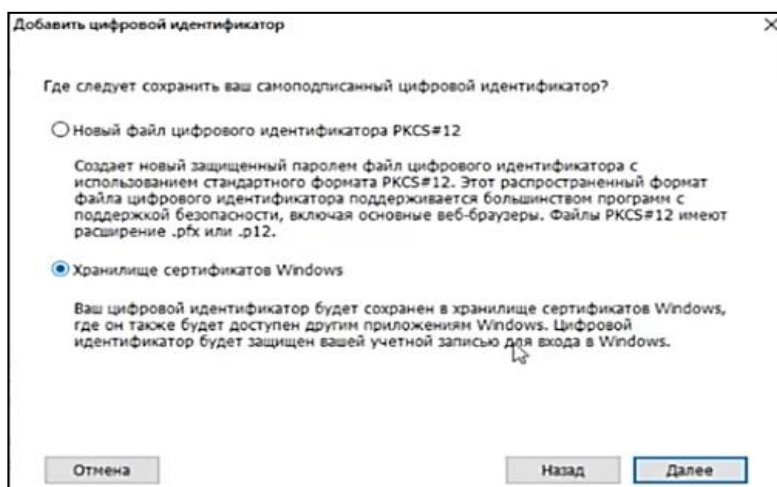 Добавить цифровой идентификатор
Где следует сохранить ваш самоподписанный цифровой идентификатор?
Новый файл цифрового идентификатора PKCS#12
Создает новый защищенный паролем файл цифрового идентификатора с
использованием стандартного формата PKCS#12. Этот распространенный формат
файла цифрового идентификатора поддерживается большинством программ с
поддержкой безопасности, включая основные веб-браузеры. Файлы PKCS#12 имеют
расширение .pfx или .p12.
Хранилище сертификатов Windows
Ваш цифровой идентификатор будет сохранен в хранилище сертификатов Windows,
где он также будет доступен другим приложениям Windows. Цифровой
идентификатор будет защищен вашей учетной записью для входа в Windows.
Отмена
Назад
Далее